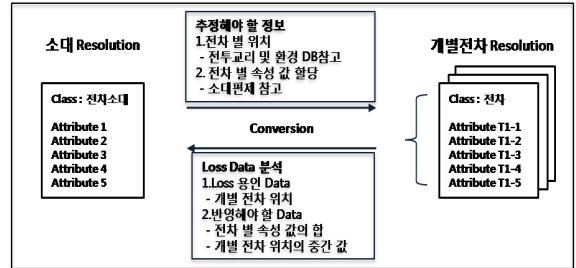 소대 Resolution
Class : 전차소대
Attribute 1
Attribute 2
Attribute 3
Attribute 4
Attribute 5
추정해야 할 정보
1.전차 별 위치
- 전투교리 및 환경 DB참고
2. 전차 별 속성 값 할당
- 소대편제 참고
Conversion
Loss Data 분석
1.Loss 용인 Data
- 개별 전차 위치
2.반영해야 할 Data
- 전차 별 속성 값의 합
- 개별 전차 위치의 중간 값
개별전차 Resolution
Class : 전차
Attribute T1-1
Attribute T1-2
Attribute T1-3
Attribute T1-4
Attribute T1-5